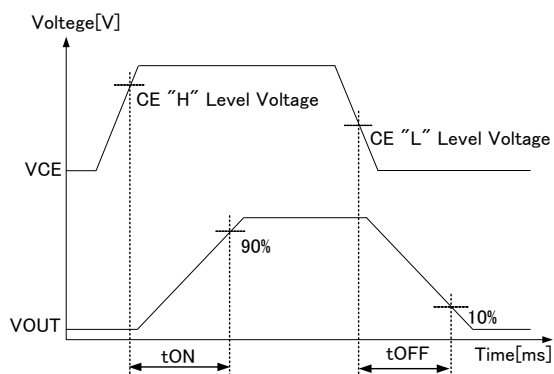 Voltege[V]
CE "H" Level Voltage
CE "L" Level Voltage
VCE
90%
VOUT
10%
tON
tOFF
Time[ms]